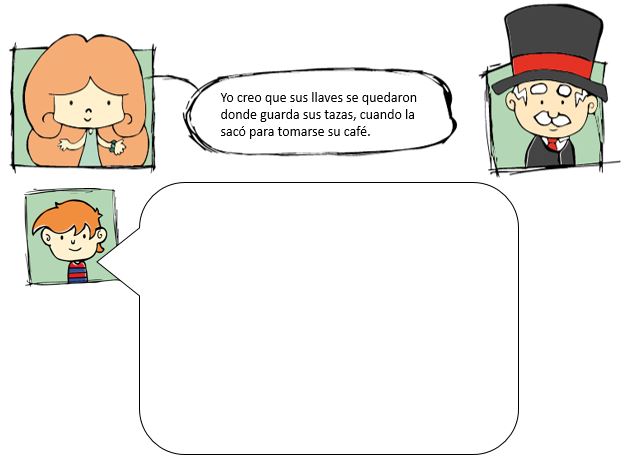 Yo creo que sus llaves se quedaron
donde guarda sus tazas, cuando la
sacó para tomarse su café.